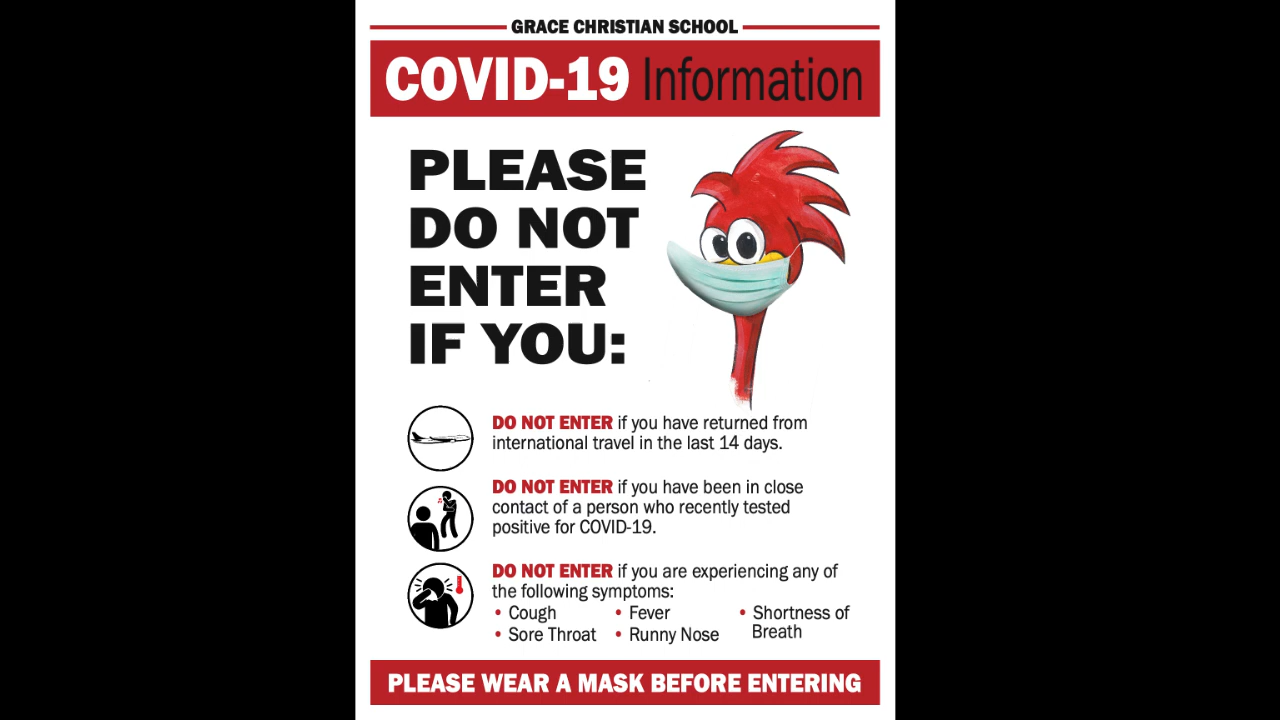 GRACE CHRISTIAN SCHOOL
COVID-19 Information
PLEASE
DO NOT
ENTER
IF YOU:
DO NOT ENTER if you have returned from
international travel in the last 14 days.
DO NOT ENTER if you have been in close
contact of a person who recently tested
positive for COVID-19.
DO NOT ENTER if you are experiencing any of
the following symptoms:
• Cough • Fever • Shortness of
Breath
• Sore Throat • Runny Nose
PLEASE WEAR A MASK BEFORE ENTERING